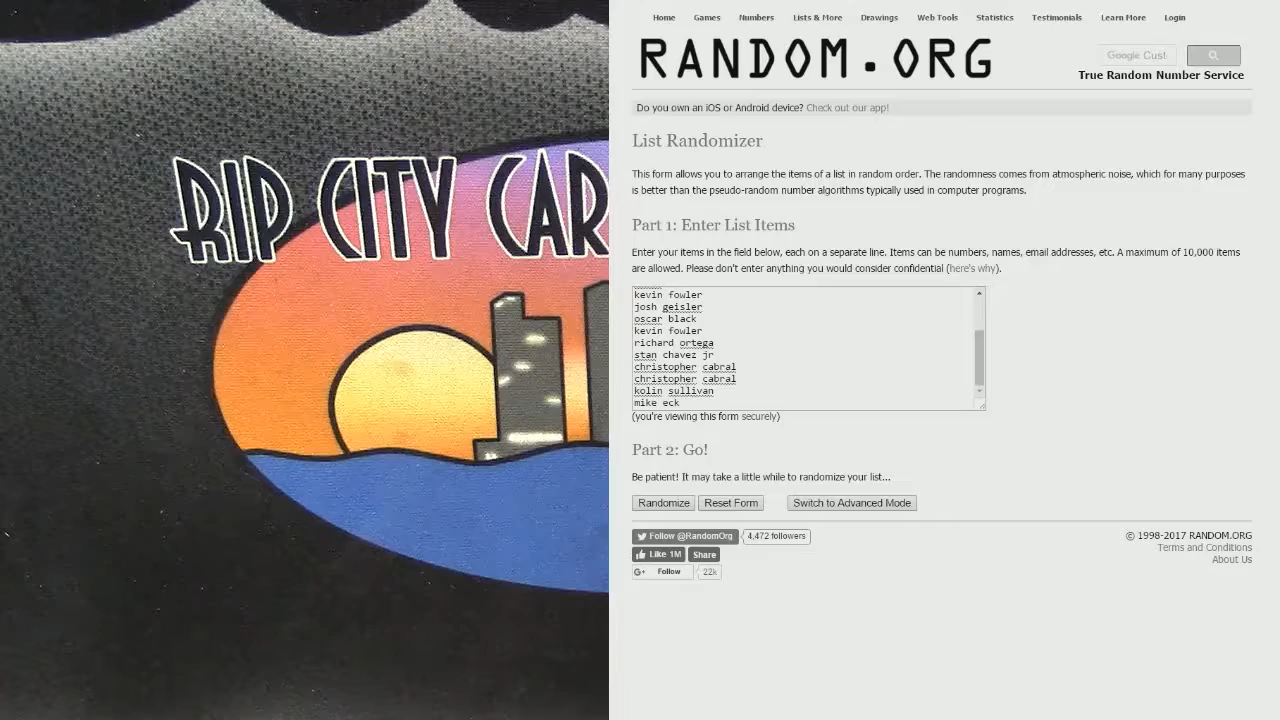 RIP CITY CAR
Home Games Numbers Lists & More Drawings Web Tools Statistics Testimonials Learn More Login
RANDOM.ORG
Google Cust
True Random Number Service
Do you own an iOS or Android device? Check out our app!
List Randomizer
This form allows you to arrange the items of a list in random order. The randomness comes from atmospheric noise, which for many purposes
is better than the pseudo-random number algorithms typically used in computer programs.
Part 1: Enter List Items
Enter your items in the field below, each on a separate line. Items can be numbers, names, email addresses, etc. A maximum of 10,000 items
are allowed. Please don't enter anything you would consider confidential (here's why).
kevin fowler
josh geisler
oscar black
kevin fowler
richard ortega
stan chavez jr
christopher cabral
christopher cabral
kolin sullivan
mike eck
(you're viewing this form securely)
Part 2: Go!
Be patient! It may take a little while to randomize your list...
Randomize Reset Form Switch to Advanced Mode
Follow @RandomOrg 4,472 followers
Like 1M Share
G+ Follow 22k
© 1998-2017 RANDOM.ORG
Terms and Conditions
About Us